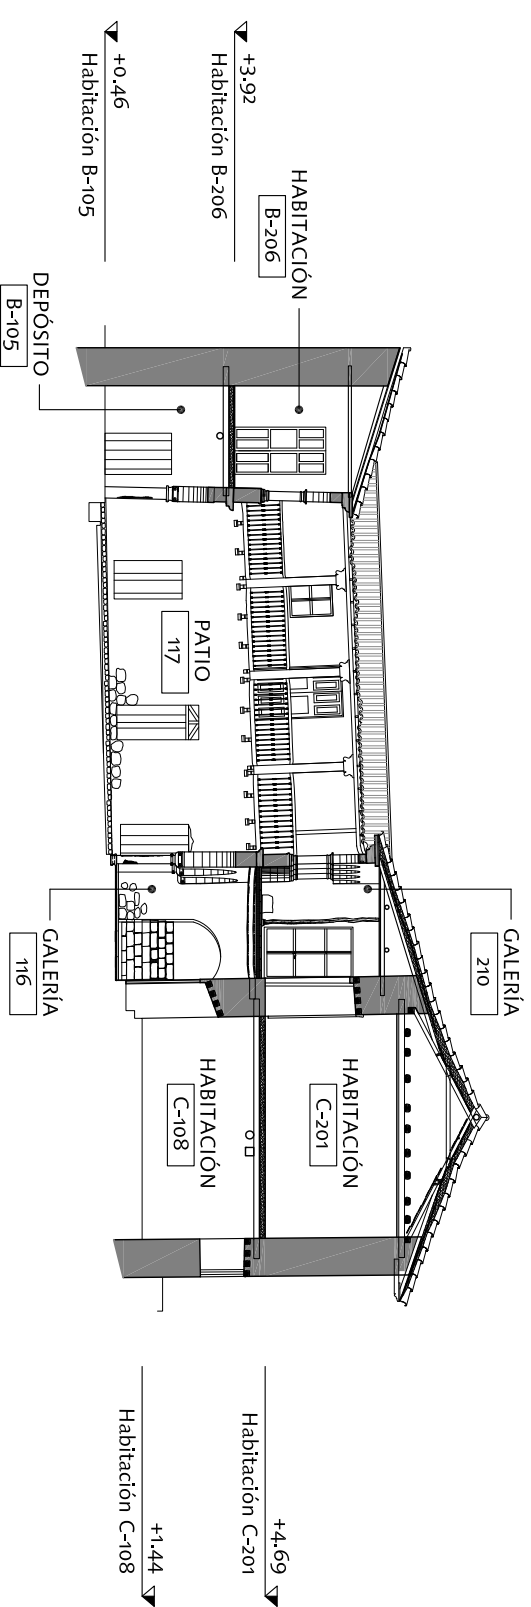 GALERÍA
210
HABITACIÓN
B-206
HABITACIÓN
C-201
PATIO
117
HABITACIÓN
C-108
DEPÓSITO
B-105
GALERÍA
116
+3.92
Habitación B-206
+0.46
Habitación B-105
+4.69
Habitación C-201
+1.44
Habitación C-108